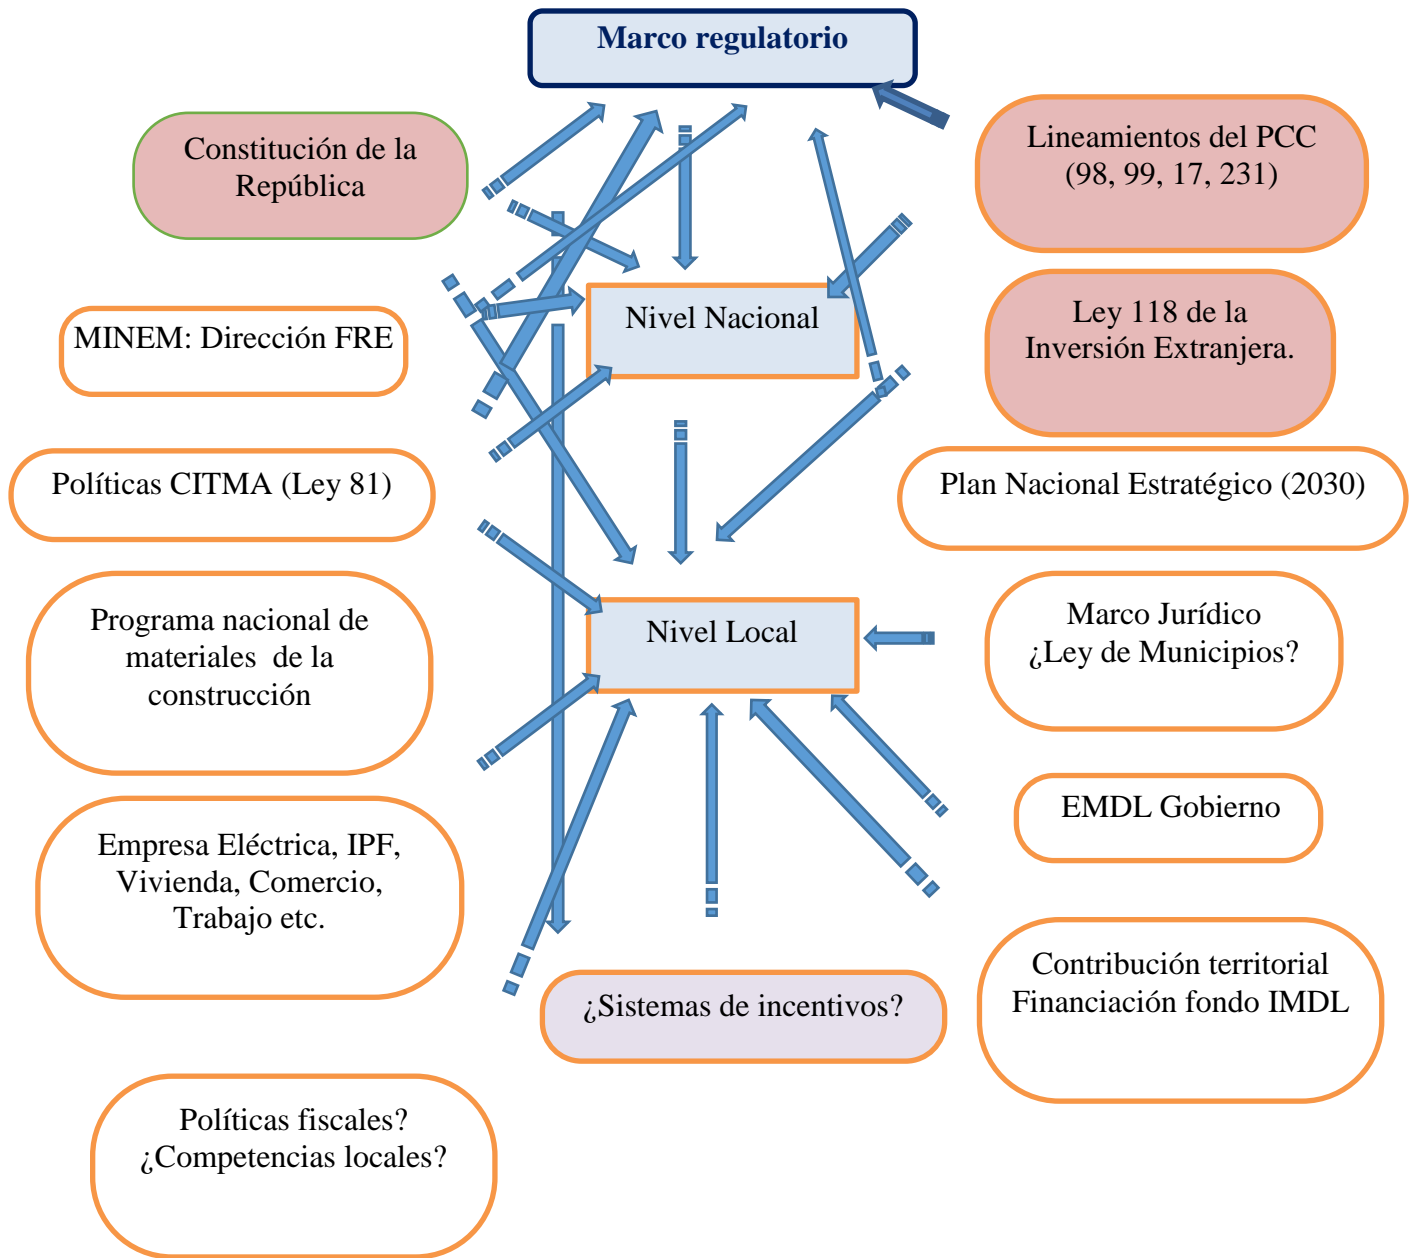 Marco regulatorio
Constitución de la
República
Lineamientos del PCC
(98, 99, 17, 231)
MINEM: Dirección FRE
Nivel Nacional
Ley 118 de la
Inversión Extranjera.
Políticas CITMA (Ley 81)
Plan Nacional Estratégico (2030)
Programa nacional de
materiales de la
construcción
Nivel Local
Marco Jurídico
¿Ley de Municipios?
Empresa Eléctrica, IPF,
Vivienda, Comercio,
Trabajo etc.
EMDL Gobierno
¿Sistemas de incentivos?
Contribución territorial
Financiación fondo IMDL
Políticas fiscales?
¿Competencias locales?